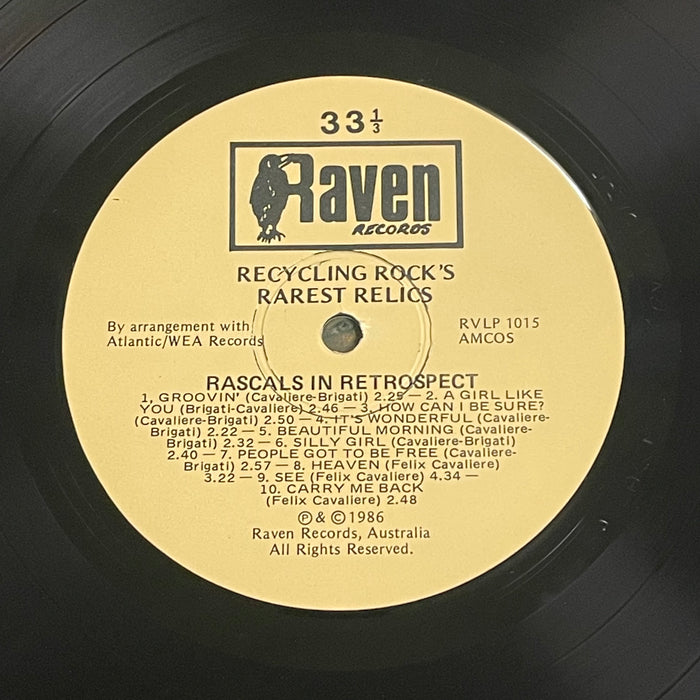 33⅓
Raven
RECORDS
RECYCLING ROCK'S
RAREST RELICS
By arrangement with
Atlantic/WEA Records
RVLP 1015
AMCOS
RASCALS IN RETROSPECT
1, GROOVIN' (Cavaliere-Brigati) 2.25 — 2. A GIRL LIKE
YOU (Brigati-Cavaliere) 2.46 — 3. HOW CAN I BE SURE?
(Cavaliere-Brigati) 2.50 — 4. IT'S WONDERFUL (Cavaliere-
Brigati) 2.22 — 5. BEAUTIFUL MORNING (Cavaliere-
Brigati) 2.32 — 6. SILLY GIRL (Cavaliere-Brigati)
2.40 — 7. PEOPLE GOT TO BE FREE (Cavaliere-
Brigati) 2.57 — 8. HEAVEN (Felix Cavaliere)
3.22 — 9. SEE (Felix Cavaliere) 4.34 —
10. CARRY ME BACK
(Felix Cavaliere) 2.48
℗ & © 1986
Raven Records, Australia
All Rights Reserved.